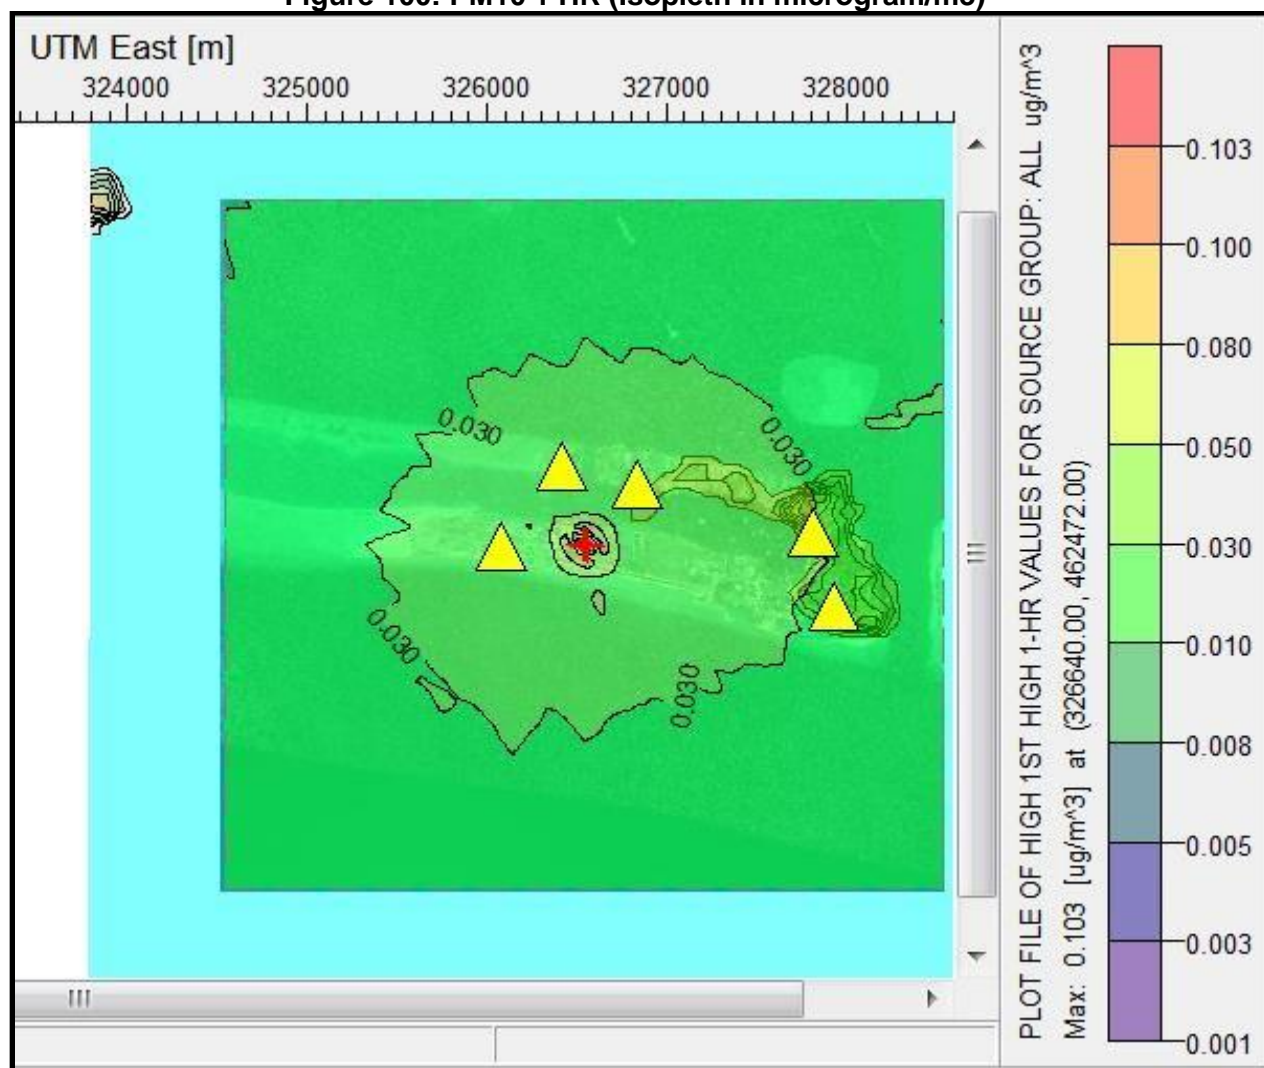 Figure 100. PM10 1-HR (Isopleth in microgram/m3)
UTM East [m]
324000 325000 326000 327000 328000
0.030
0.030
0.030
0.030
PLOT FILE OF HIGH 1ST HIGH 1-HR VALUES FOR SOURCE GROUP: ALL ug/m^3
Max: 0.103 [ug/m^3] at (326640.00, 462472.00)
0.103
0.100
0.080
0.050
0.030
0.010
0.008
0.005
0.003
0.001